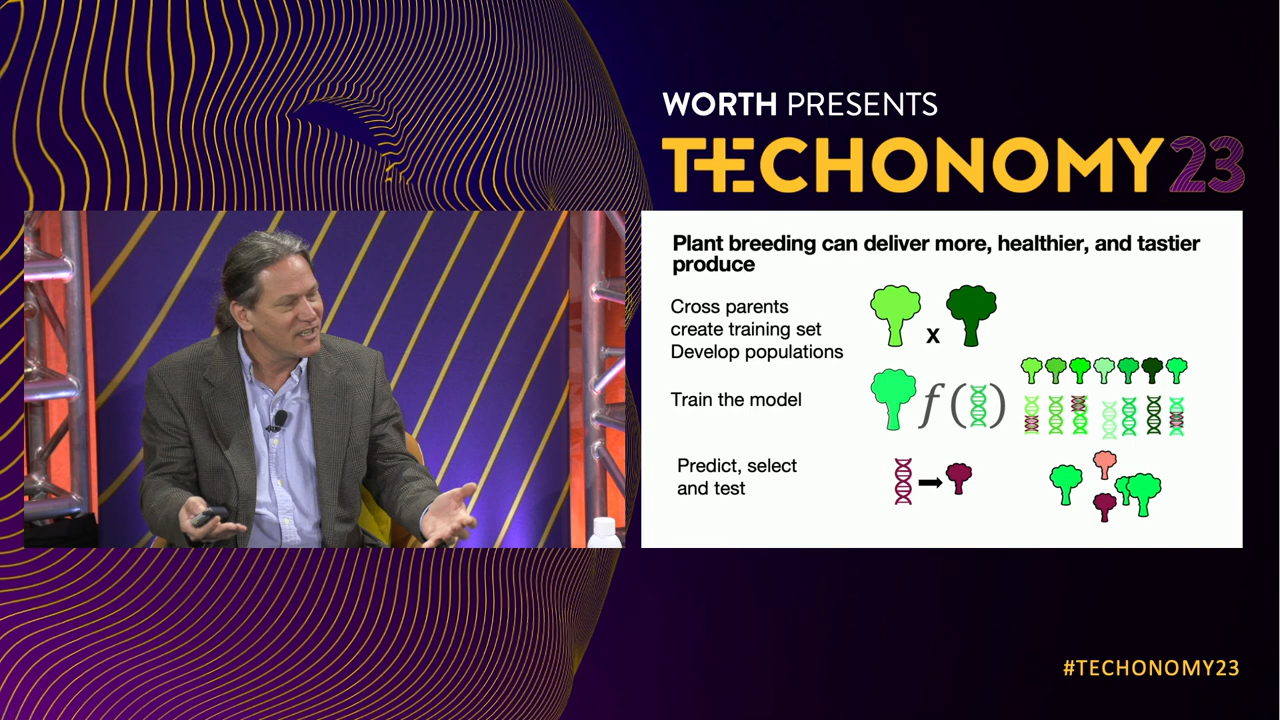 WORTH PRESENTS
TECHONOMY23
Plant breeding can deliver more, healthier, and tastier
produce
Cross parents
create training set
Develop populations
x
Train the model
f( )
Predict, select
and test
#TECHONOMY23